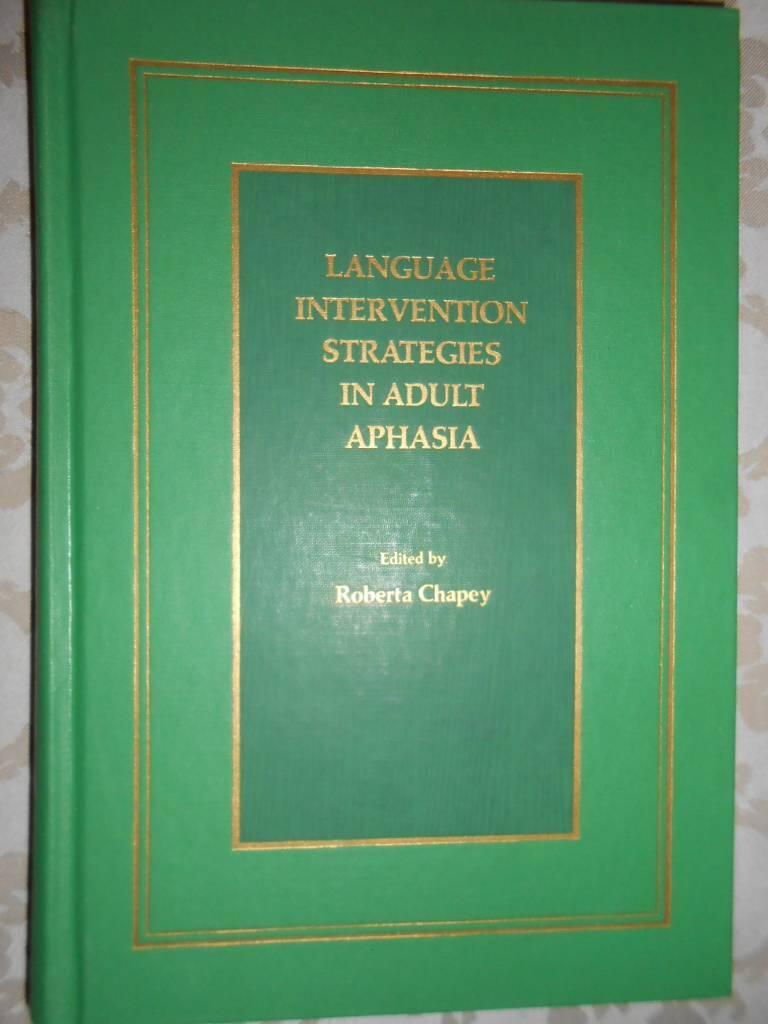 LANGUAGE
INTERVENTION
STRATEGIES
IN ADULT
APHASIA
Edited by
Roberta Chapey